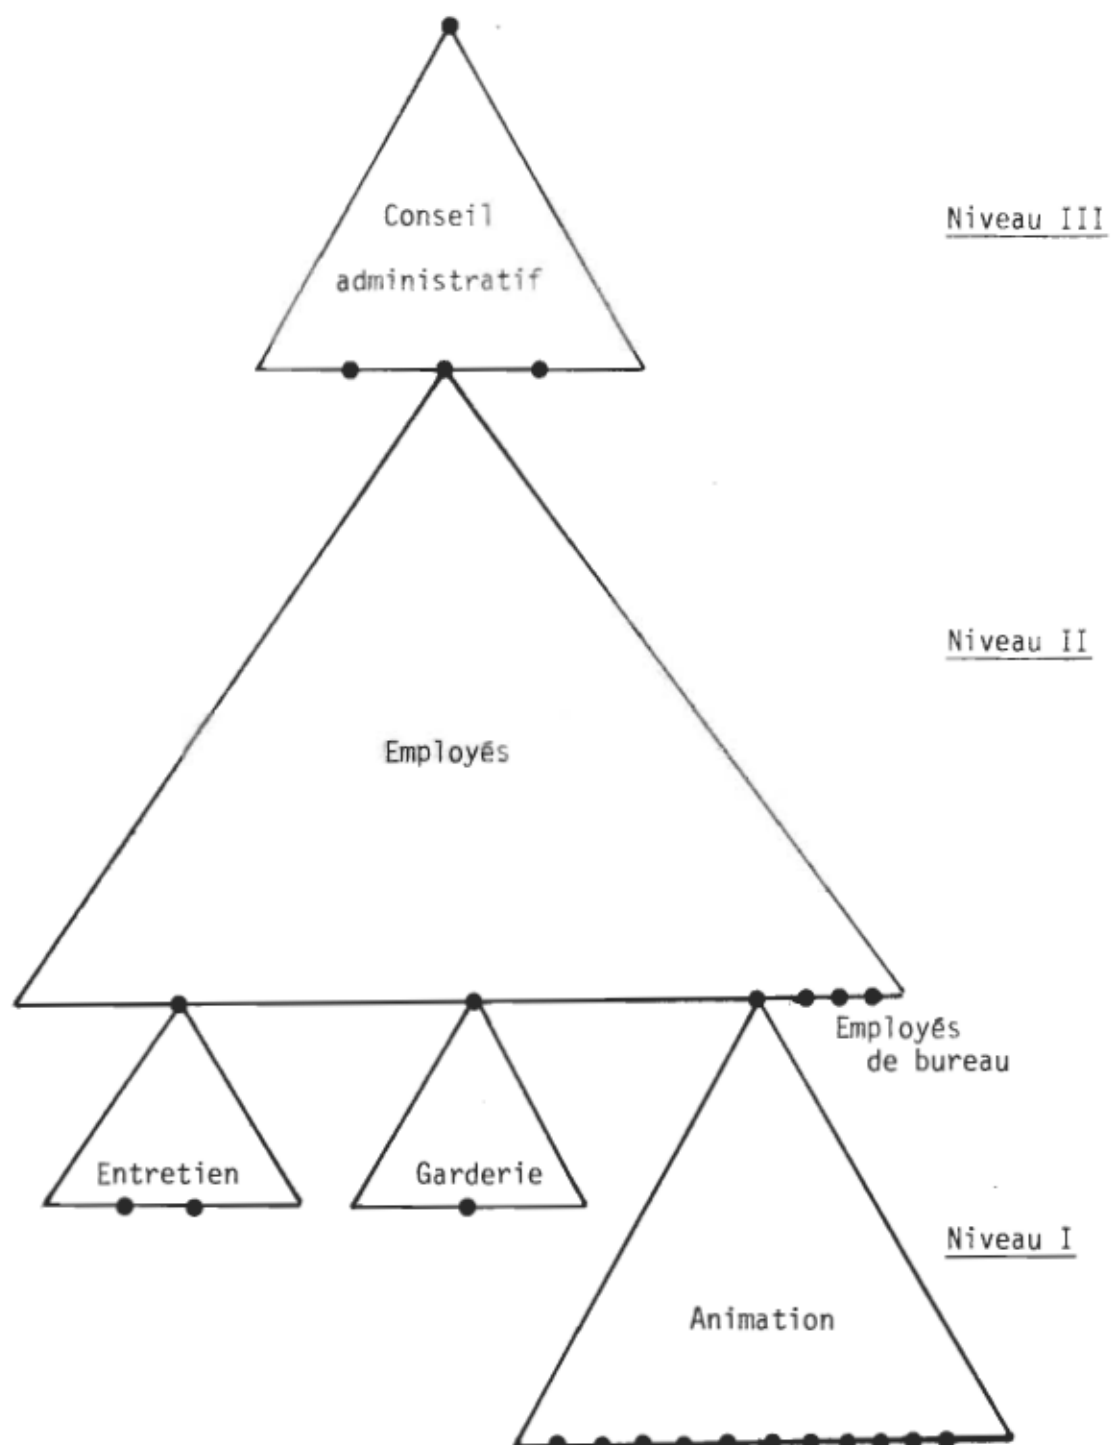 Conseil
administratif
Niveau III
Niveau II
Employés
Employés
de bureau
Entretien
Garderie
Niveau I
Animation